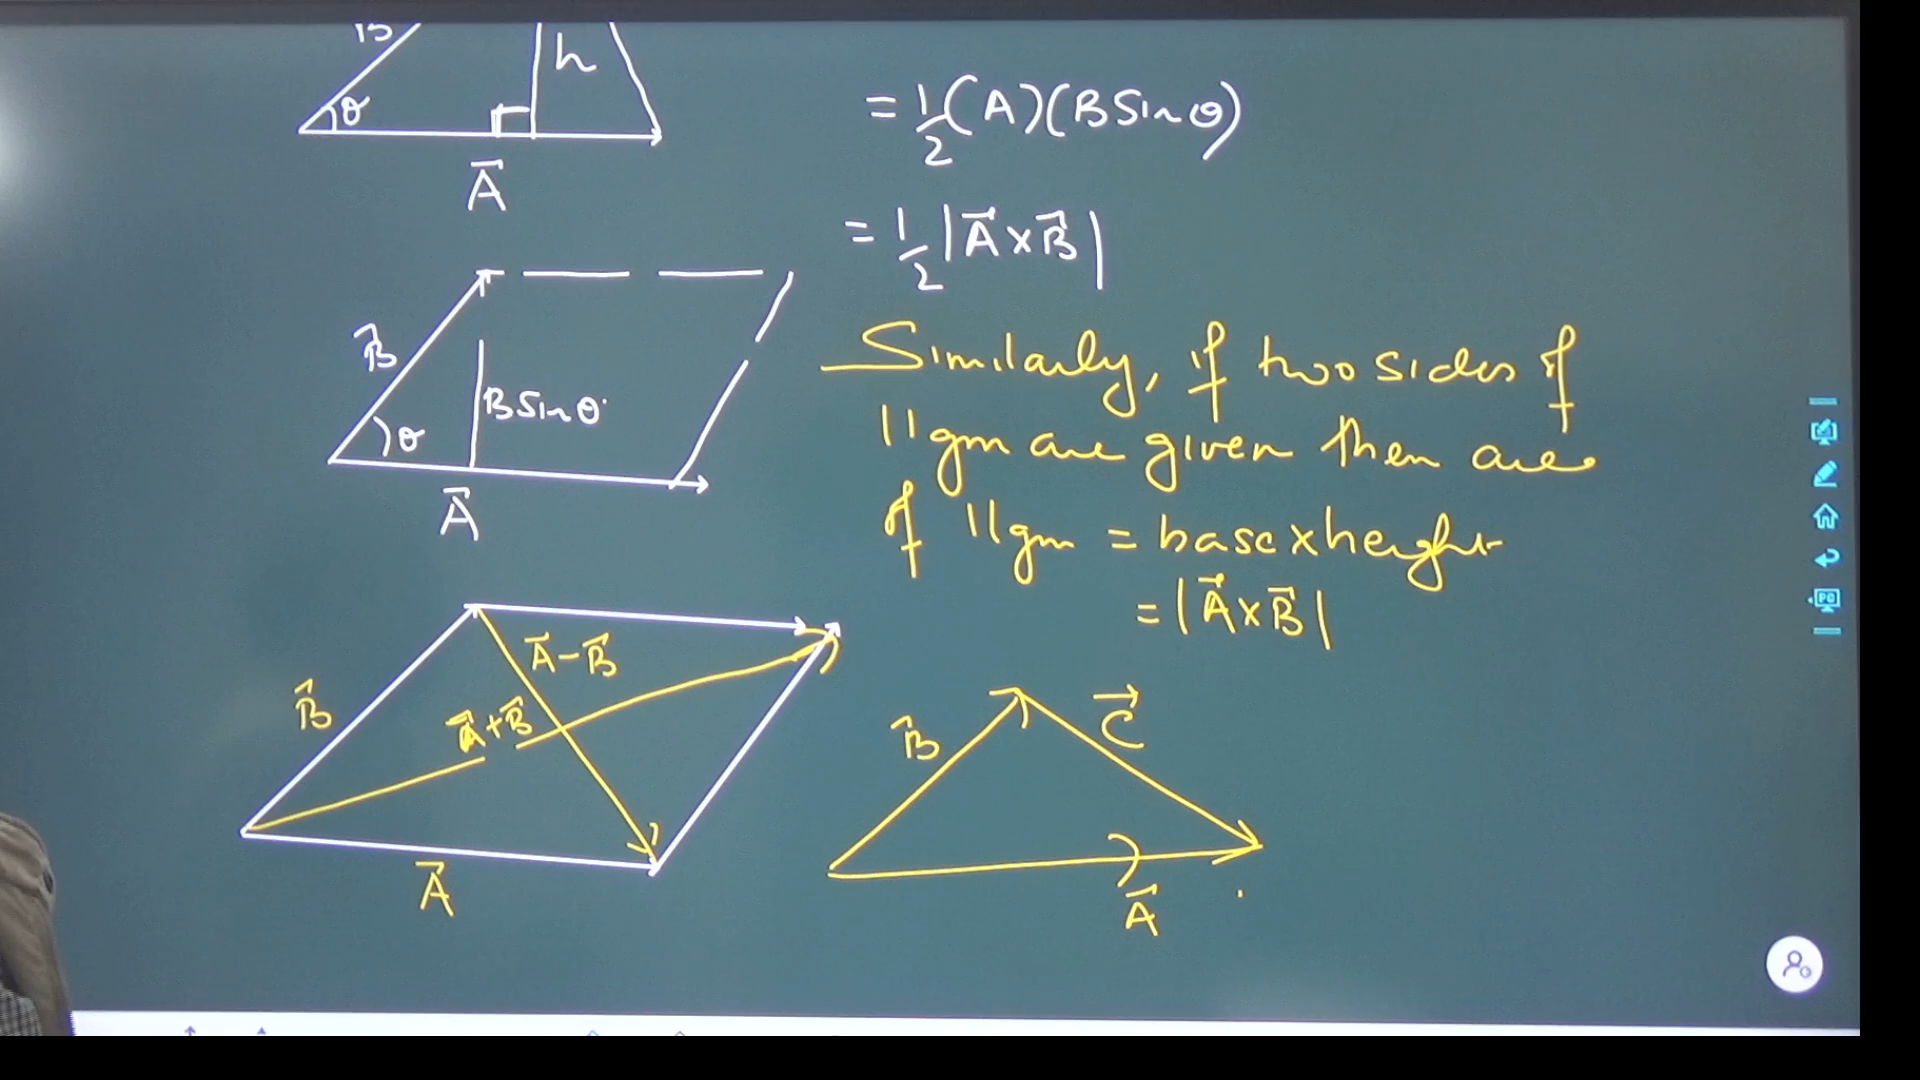 B
h
θ
A⃗
= 1/2 (A)(B Sin θ)
= 1/2 |A⃗ × B⃗|
B⃗
B Sin θ
θ
A⃗
Similarly, if two sides of
||gm are given then area
of ||gm = base × height
= |A⃗ × B⃗|
A⃗ − B⃗
A⃗ + B⃗
B⃗
A⃗
B⃗
C⃗
A⃗
PC